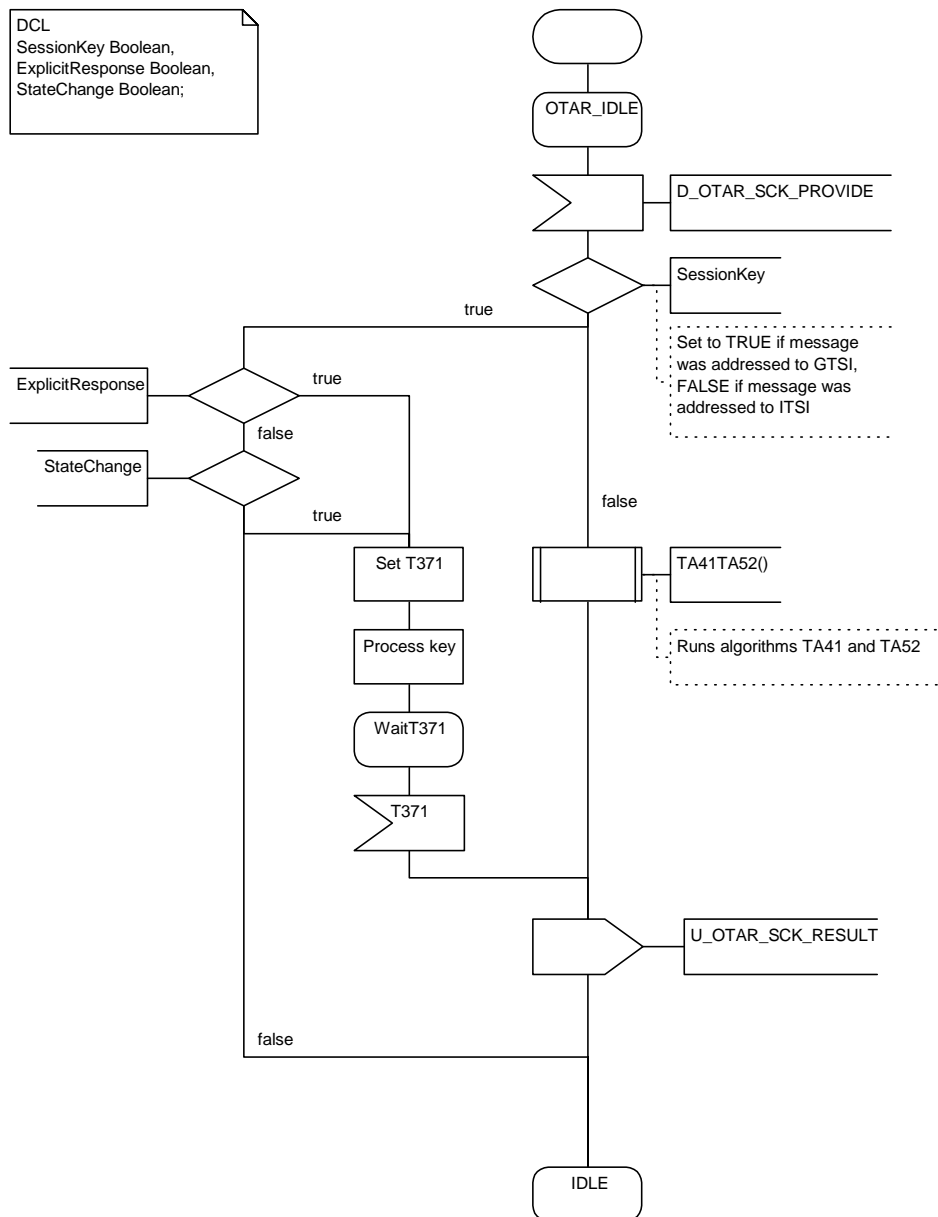 DCL
SessionKey Boolean,
ExplicitResponse Boolean,
StateChange Boolean;
OTAR_IDLE
D_OTAR_SCK_PROVIDE
SessionKey
true
Set to TRUE if message
was addressed to GTSI,
FALSE if message was
addressed to ITSI
ExplicitResponse
true
false
StateChange
true
false
Set T371
TA41TA52()
Process key
Runs algorithms TA41 and TA52
WaitT371
T371
U_OTAR_SCK_RESULT
false
IDLE